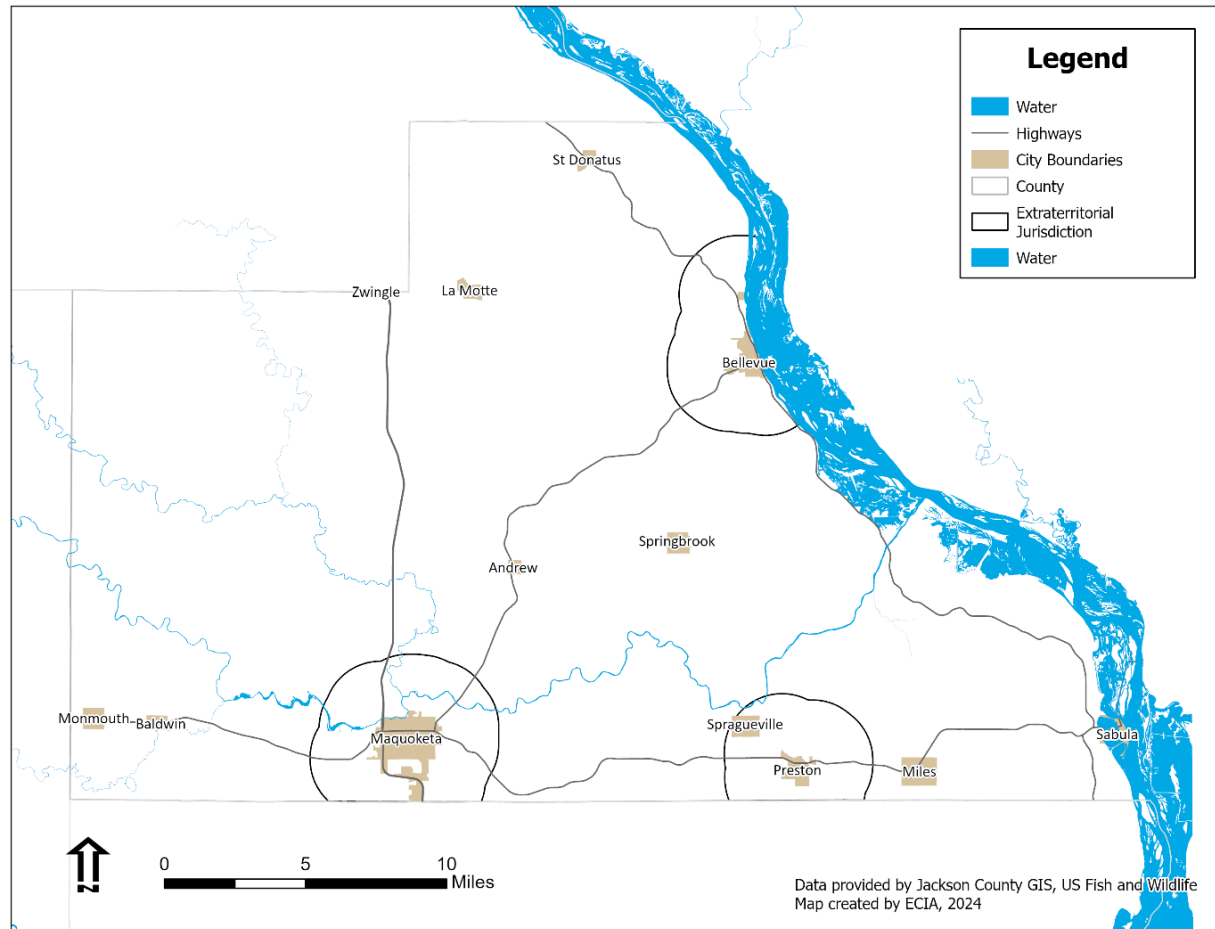 Legend
Water
Highways
City Boundaries
County
Extraterritorial
Jurisdiction
Water
St Donatus
Zwingle
La Motte
Bellevue
Springbrook
Andrew
Monmouth
Baldwin
Maquoketa
Spragueville
Preston
Miles
Sabula
N
0 5 10
Miles
Data provided by Jackson County GIS, US Fish and Wildlife
Map created by ECIA, 2024